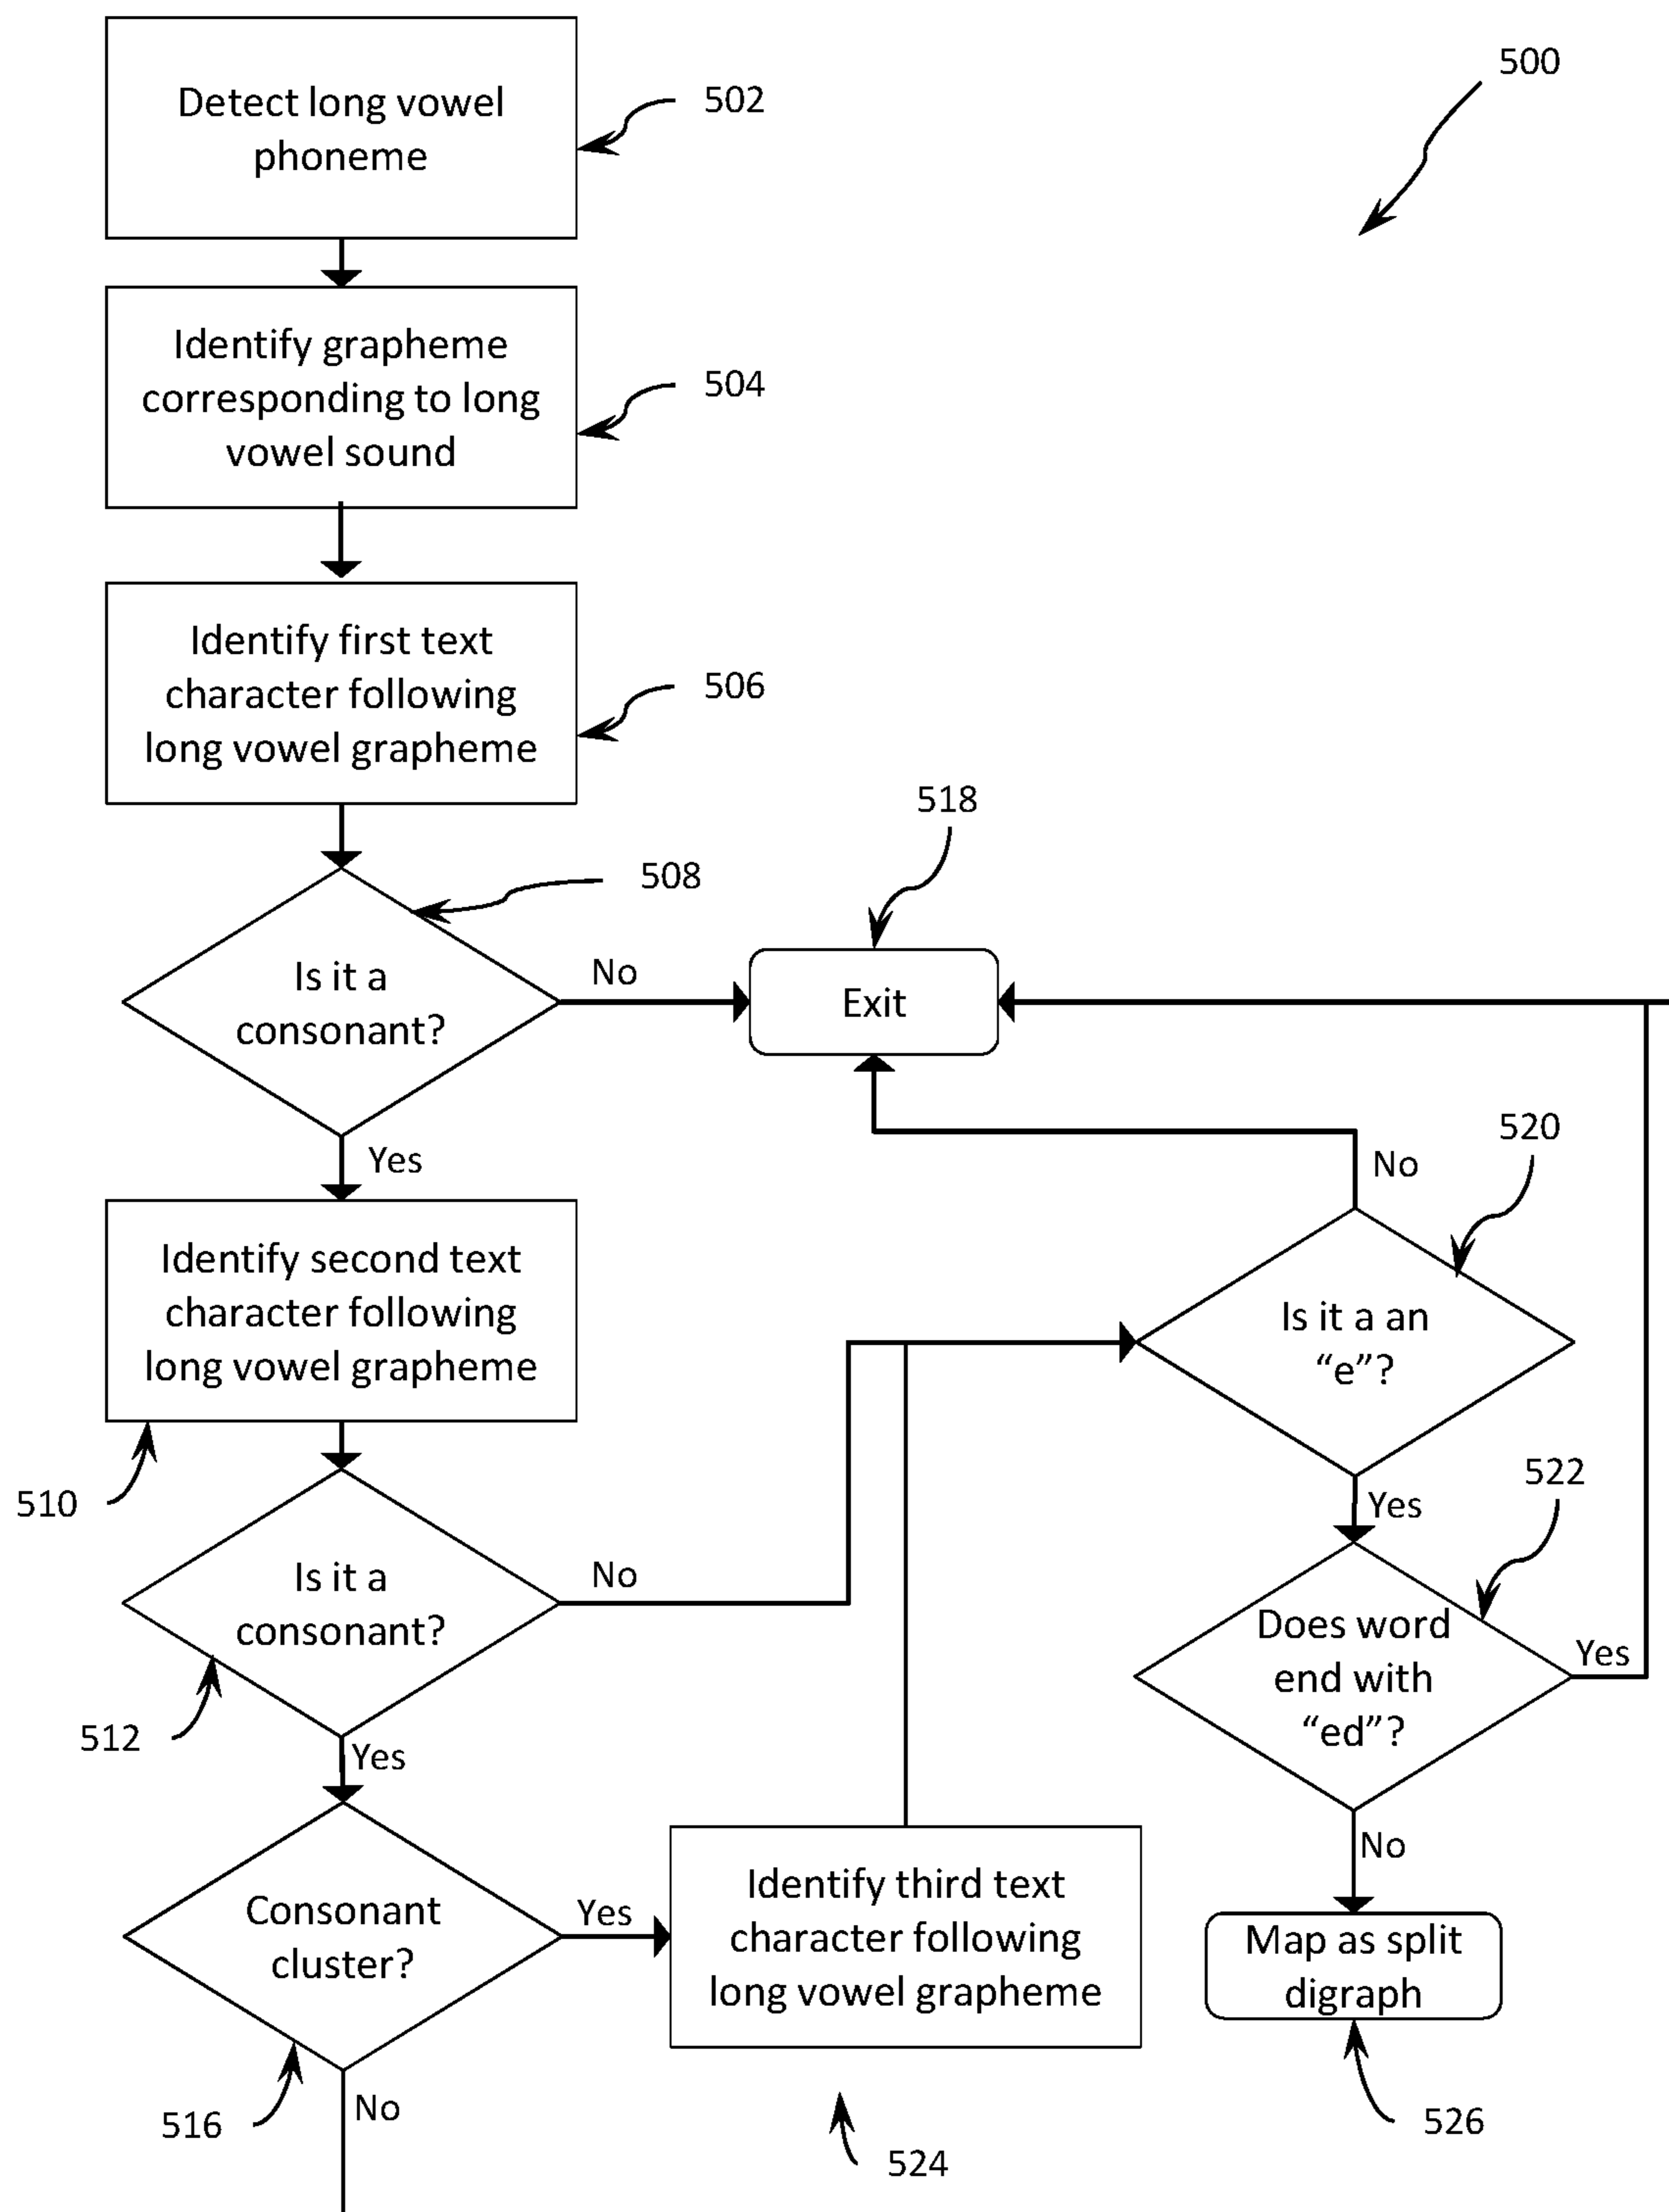 500
Detect long vowel
phoneme
502
Identify grapheme
corresponding to long
vowel sound
504
Identify first text
character following
long vowel grapheme
506
508
Is it a
consonant?
No
Yes
518
Exit
Identify second text
character following
long vowel grapheme
510
Is it a
consonant?
512
No
Yes
Consonant
cluster?
516
Yes
No
Identify third text
character following
long vowel grapheme
524
520
No
Is it a an
“e”?
Yes
522
Does word
end with
“ed”?
Yes
No
Map as split
digraph
526